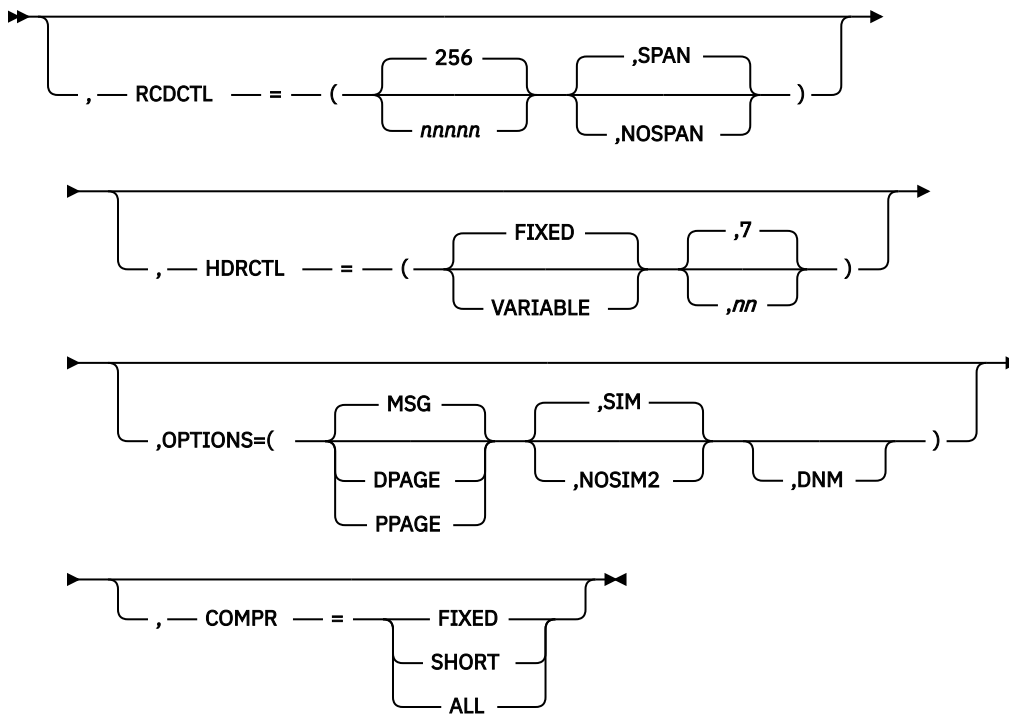 256 ,SPAN
, RCDCTL = ( )
nnnnn ,NOSPAN
FIXED ,7
, HDRCTL = ( )
VARIABLE ,nn
MSG ,SIM
,OPTIONS=( )
DPAGE ,NOSIM2 ,DNM
PPAGE
, COMPR = FIXED
SHORT
ALL